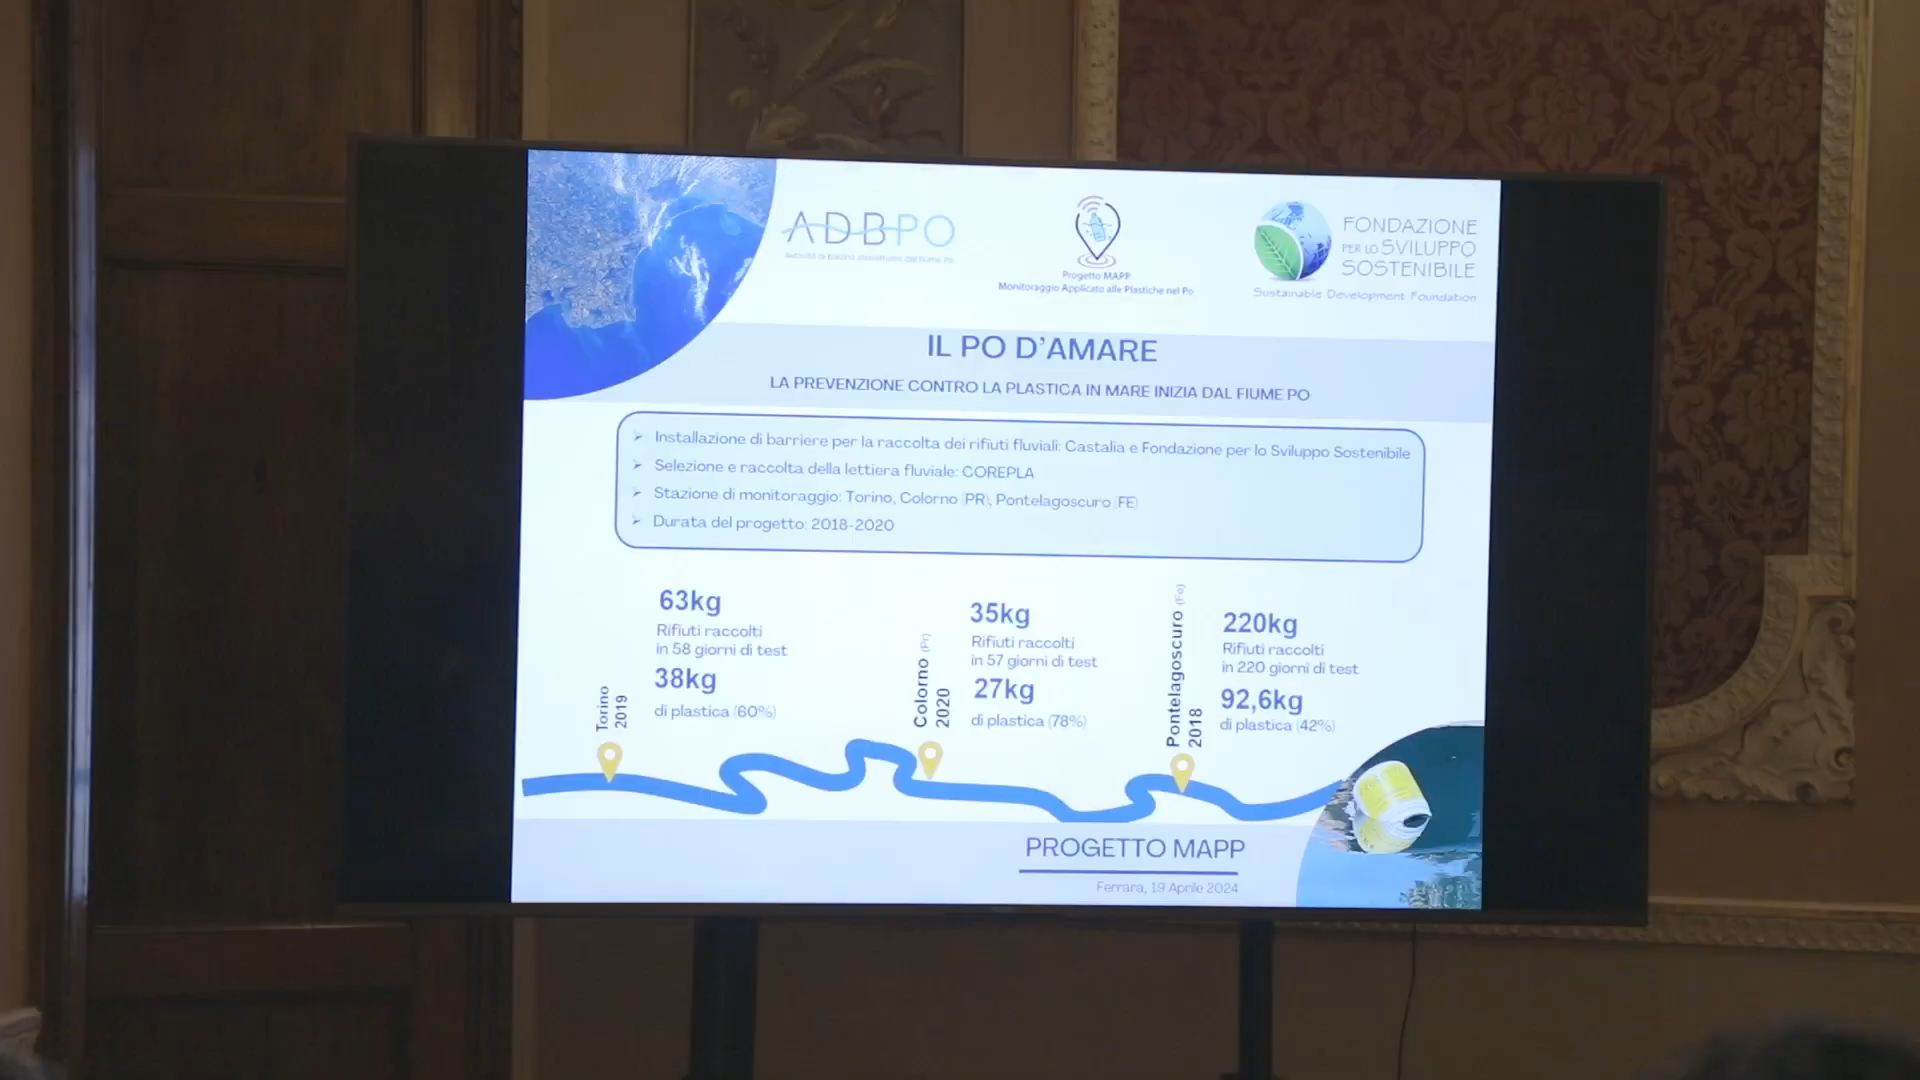 ADBPO
Autorità di bacino distrettuale del fiume Po
Progetto MAPP
Monitoraggio Applicato alle Plastiche nel Po
FONDAZIONE
PER LO SVILUPPO
SOSTENIBILE
Sustainable Development Foundation
IL PO D'AMARE
LA PREVENZIONE CONTRO LA PLASTICA IN MARE INIZIA DAL FIUME PO
➢ Installazione di barriere per la raccolta dei rifiuti fluviali: Castalia e Fondazione per lo Sviluppo Sostenibile
➢ Selezione e raccolta della lettiera fluviale: COREPLA
➢ Stazione di monitoraggio: Torino, Colorno (PR), Pontelagoscuro (FE)
➢ Durata del progetto: 2018-2020
Torino
2019
63kg
Rifiuti raccolti
in 58 giorni di test
38kg
di plastica (60%)
Colorno (Pr)
2020
35kg
Rifiuti raccolti
in 57 giorni di test
27kg
di plastica (78%)
Pontelagoscuro (Fe)
2018
220kg
Rifiuti raccolti
in 220 giorni di test
92,6kg
di plastica (42%)
PROGETTO MAPP
Ferrara, 19 Aprile 2024